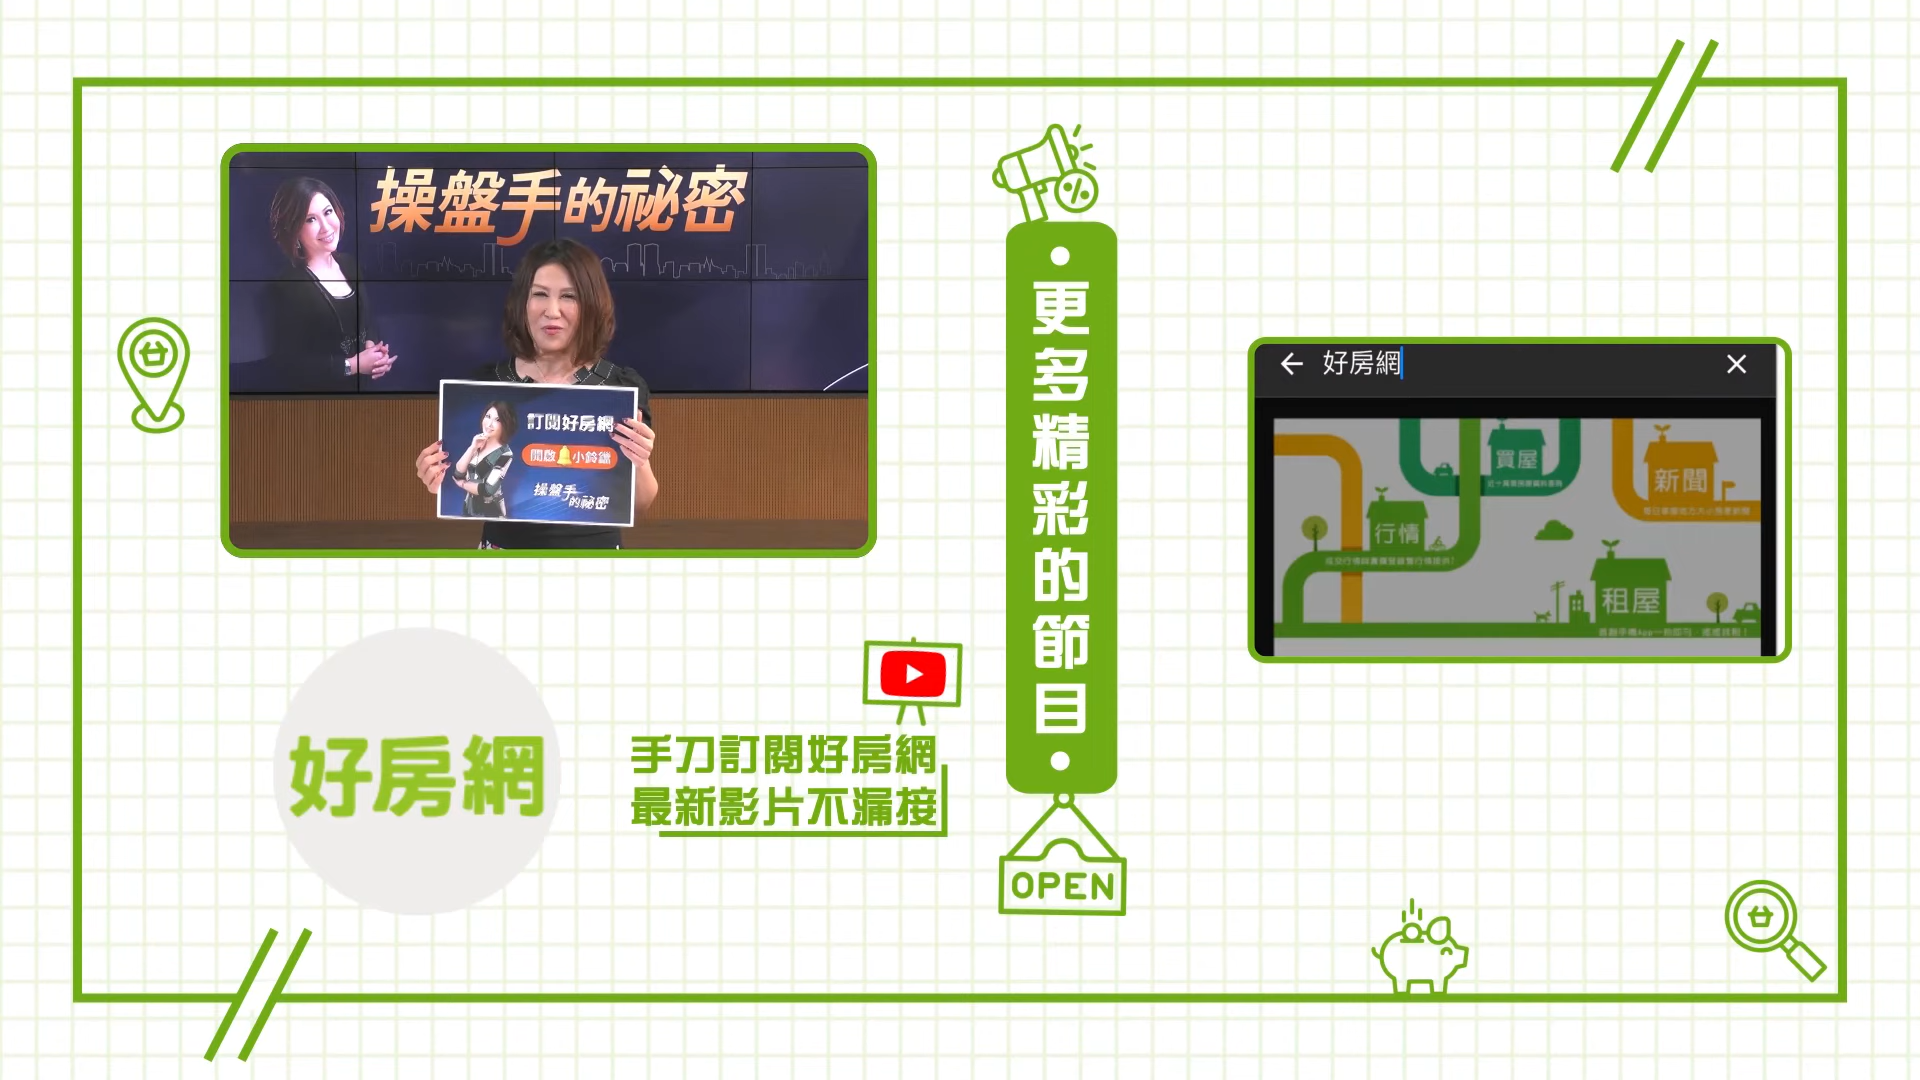 操盤手的祕密
訂閱好房網
開啟小鈴鐺
操盤手
的祕密
更多精彩的節目
OPEN
好房網
手刀訂閱好房網
最新影片不漏接
好房網
買屋
新聞
行情
租屋